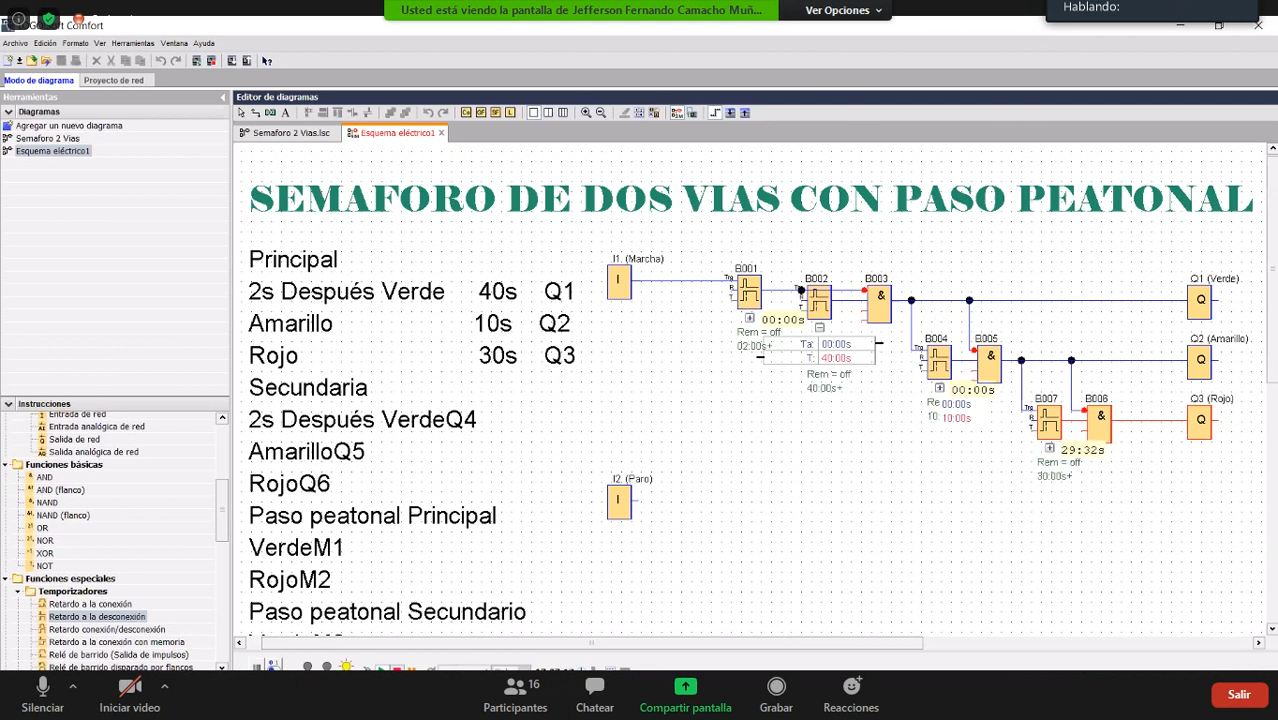 Usted está viendo la pantalla de Jefferson Fernando Camacho Muñ...
Ver Opciones
Hablando:
Comfort
Archivo Edición Formato Ver Herramientas Ventana Ayuda
Modo de diagrama Proyecto de red
Herramientas
Editor de diagramas
Diagramas
Agregar un nuevo diagrama
Semaforo 2 Vias
Esquema eléctrico1
Semaforo 2 Vias.lsc Esquema eléctrico1
SEMAFORO DE DOS VIAS CON PASO PEATONAL
Principal
2s Después Verde 40s Q1
Amarillo 10s Q2
Rojo 30s Q3
Secundaria
2s Después VerdeQ4
AmarilloQ5
RojoQ6
Paso peatonal Principal
VerdeM1
RojoM2
Paso peatonal Secundario
I1. (Marcha)
I
B001
Trg
R
T
00:00s
Rem = off
02:00s+
B002
Ta: 00:00s
T: 40:00s
Rem = off
40:00s+
B003
&
Q1 (Verde)
Q
B004
Trg
R
T
00:00s
00:00s
10:00s
B005
&
Q2 (Amarillo)
Q
B007
Trg
R
T
29:32s
Rem = off
30:00s+
B006
&
Q3 (Rojo)
Q
I2. (Paro)
I
Instrucciones
Entrada de red
Entrada analógica de red
Salida de red
Salida analógica de red
Funciones básicas
AND
AND (flanco)
NAND
NAND (flanco)
OR
NOR
XOR
NOT
Funciones especiales
Temporizadores
Retardo a la conexión
Retardo a la desconexión
Retardo conexión/desconexión
Retardo a la conexión con memoria
Relé de barrido (Salida de impulsos)
Relé de barrido disparado por flancos
Silenciar
Iniciar video
16
Participantes
Chatear
Compartir pantalla
Grabar
Reacciones
Salir